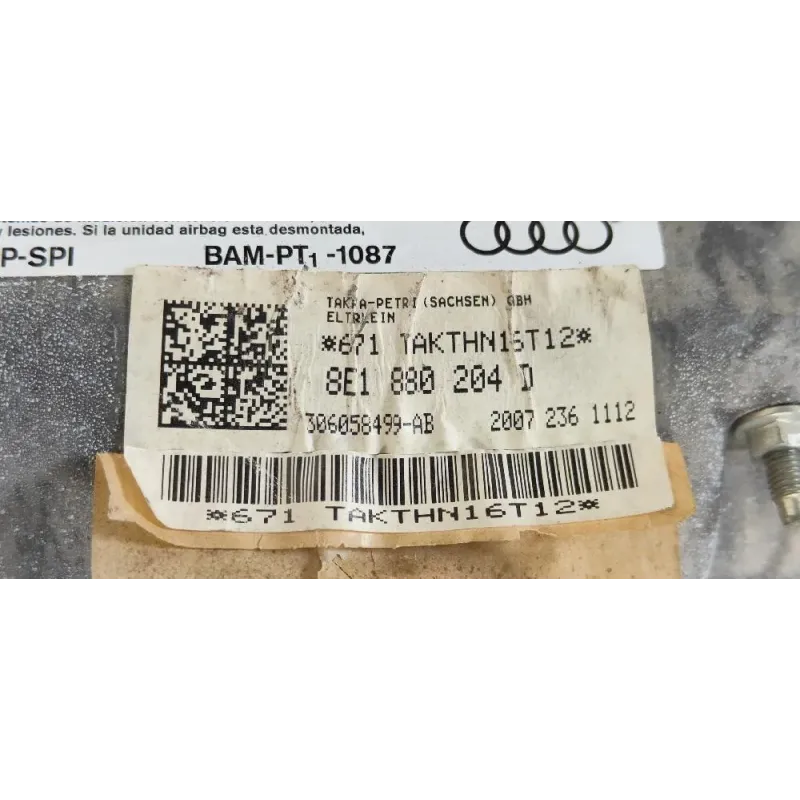 y lesiones. Si la unidad airbag esta desmontada,
P-SPI BAM-PT1 -1087
TAKATA-PETRI (SACHSEN) GBH
*671 TAKTHN16T12*
8E1 880 204 D
306058499-AB 2007 236 1112
*671 TAKTHN16T12*